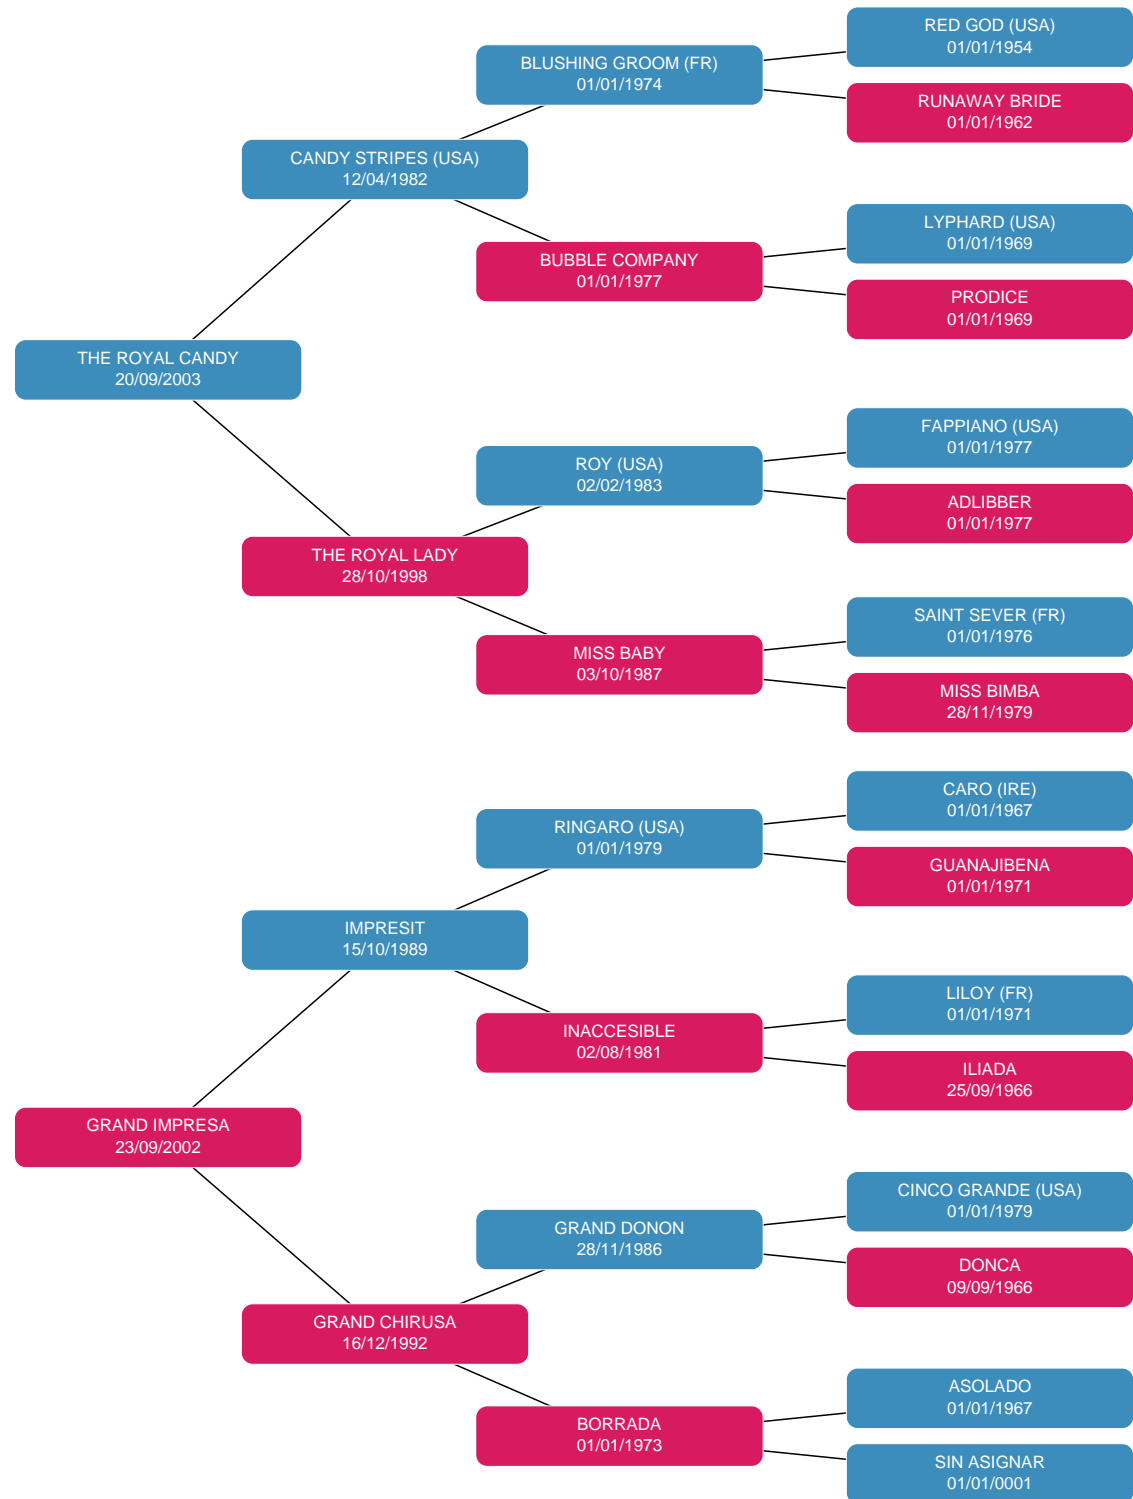 RED GOD (USA)
01/01/1954
BLUSHING GROOM (FR)
01/01/1974
RUNAWAY BRIDE
01/01/1962
CANDY STRIPES (USA)
12/04/1982
LYPHARD (USA)
01/01/1969
BUBBLE COMPANY
01/01/1977
PRODICE
01/01/1969
THE ROYAL CANDY
20/09/2003
FAPPIANO (USA)
01/01/1977
ROY (USA)
02/02/1983
ADLIBBER
01/01/1977
THE ROYAL LADY
28/10/1998
SAINT SEVER (FR)
01/01/1976
MISS BABY
03/10/1987
MISS BIMBA
28/11/1979
CARO (IRE)
01/01/1967
RINGARO (USA)
01/01/1979
GUANAJIBENA
01/01/1971
IMPRESIT
15/10/1989
LILOY (FR)
01/01/1971
INACCESIBLE
02/08/1981
ILIADA
25/09/1966
GRAND IMPRESA
23/09/2002
CINCO GRANDE (USA)
01/01/1979
GRAND DONON
28/11/1986
DONCA
09/09/1966
GRAND CHIRUSA
16/12/1992
ASOLADO
01/01/1967
BORRADA
01/01/1973
SIN ASIGNAR
01/01/0001